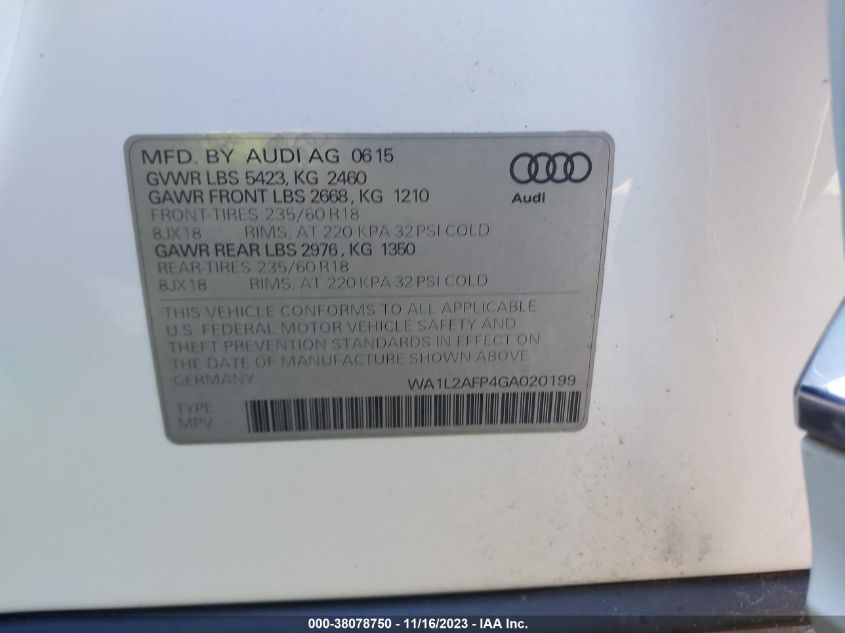 MFD. BY AUDI AG 0615
GVWR LBS 5423, KG 2460
GAWR FRONT LBS 2668, KG 1210
FRONT-TIRES 235/60 R18
8JX18 RIMS, AT 220 KPA 32 PSI COLD
GAWR REAR LBS 2976, KG 1350
REAR-TIRES 235/60 R18
8JX18 RIMS, AT 220 KPA 32 PSI COLD
Audi
THIS VEHICLE CONFORMS TO ALL APPLICABLE
U.S. FEDERAL MOTOR VEHICLE SAFETY AND
THEFT PREVENTION STANDARDS IN EFFECT ON
THE DATE OF MANUFACTURE SHOWN ABOVE.
GERMANY WA1L2AFP4GA020199
TYPE
MPV
000-38078750 - 11/16/2023 - IAA Inc.